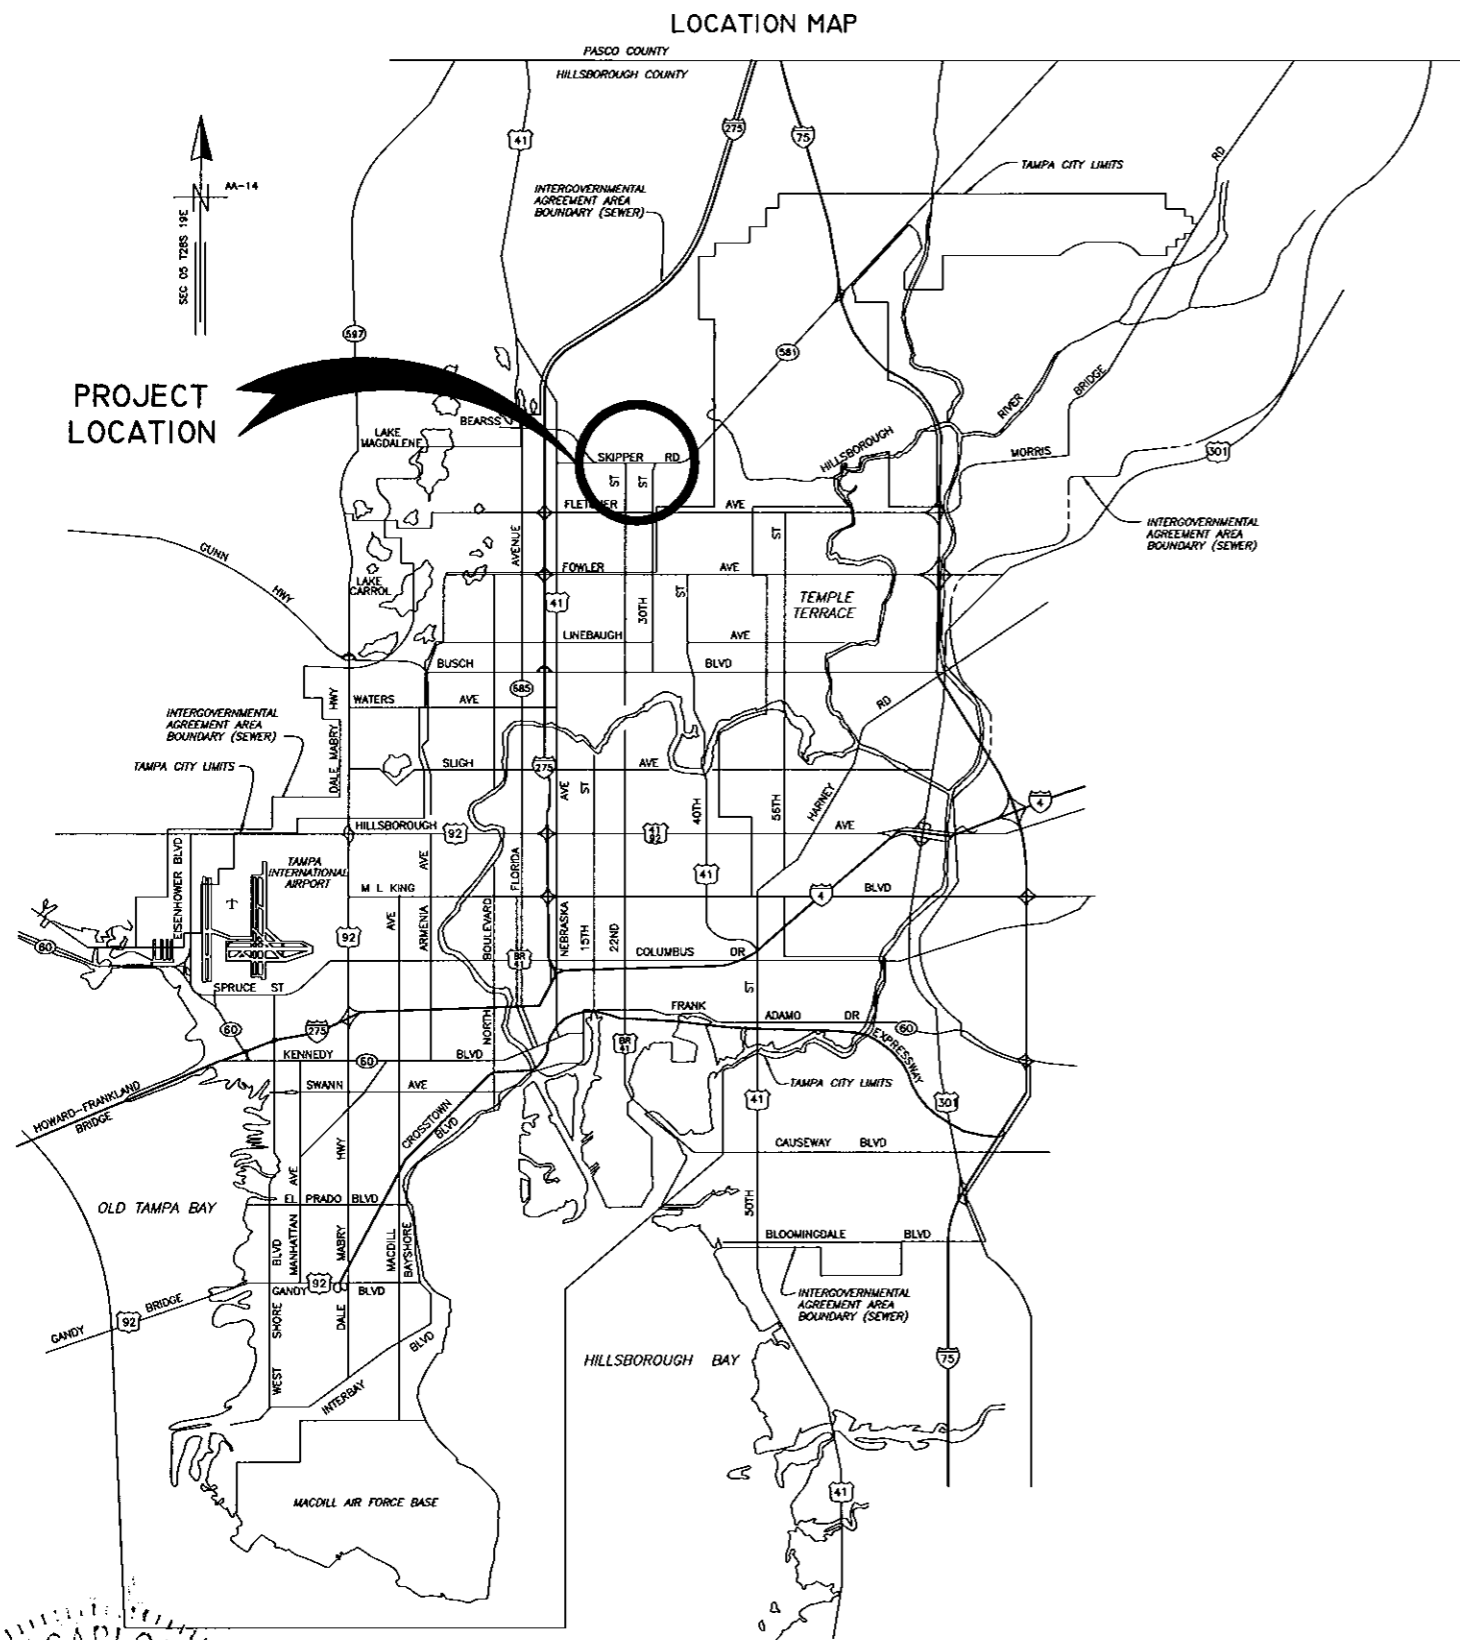 LOCATION MAP
PASCO COUNTY
HILLSBOROUGH COUNTY
41
275
75
TAMPA CITY LIMITS
RD
AA-14
N
SEC 05 T28S 19E
INTERGOVERNMENTAL
AGREEMENT AREA
BOUNDARY (SEWER)
597
581
PROJECT
LOCATION
BEARSS
LAKE
MAGDALENE
SKIPPER RD
ST
ST
HILLSBOROUGH
RIVER
BRIDGE
MORRIS
301
FLETCHER AVE
AVENUE
ST
INTERGOVERNMENTAL
AGREEMENT AREA
BOUNDARY (SEWER)
GUNN
HWY
LAKE
CARROL
FOWLER AVE
41
30TH
ST
TEMPLE
TERRACE
LINEBAUGH AVE
BUSCH BLVD
685
WATERS AVE
DALE MABRY HWY
RD
INTERGOVERNMENTAL
AGREEMENT AREA
BOUNDARY (SEWER)
TAMPA CITY LIMITS
SLIGH AVE
275
AVE
ST
40TH
56TH
HARNEY
4
HILLSBOROUGH AVE
92
41
92
EISENHOWER BLVD
TAMPA
INTERNATIONAL
AIRPORT
AVE
FLORIDA
41
M L KING BLVD
4
AVE
ARMENIA
BOULEVARD
NEBRASKA
15TH
22ND
60
92
BR
41
COLUMBUS DR
SPRUCE ST
ST
60
275
NORTH
FRANK
ADAMO DR
60
EXPRESSWAY
BR
41
KENNEDY BLVD
60
SWANN AVE
TAMPA CITY LIMITS
HOWARD-FRANKLAND
BRIDGE
CROSSTOWN
BLVD
41
301
HWY
AVE
CAUSEWAY BLVD
OLD TAMPA BAY
EL PRADO BLVD
50TH
BLVD
MANHATTAN
MABRY
MACDILL
BAYSHORE
BLOOMINGDALE BLVD
92
GANDY BLVD
INTERGOVERNMENTAL
AGREEMENT AREA
BOUNDARY (SEWER)
GANDY
92
BRIDGE
WEST SHORE
DALE
BLVD
INTERBAY
HILLSBOROUGH BAY
75
41
MACDILL AIR FORCE BASE